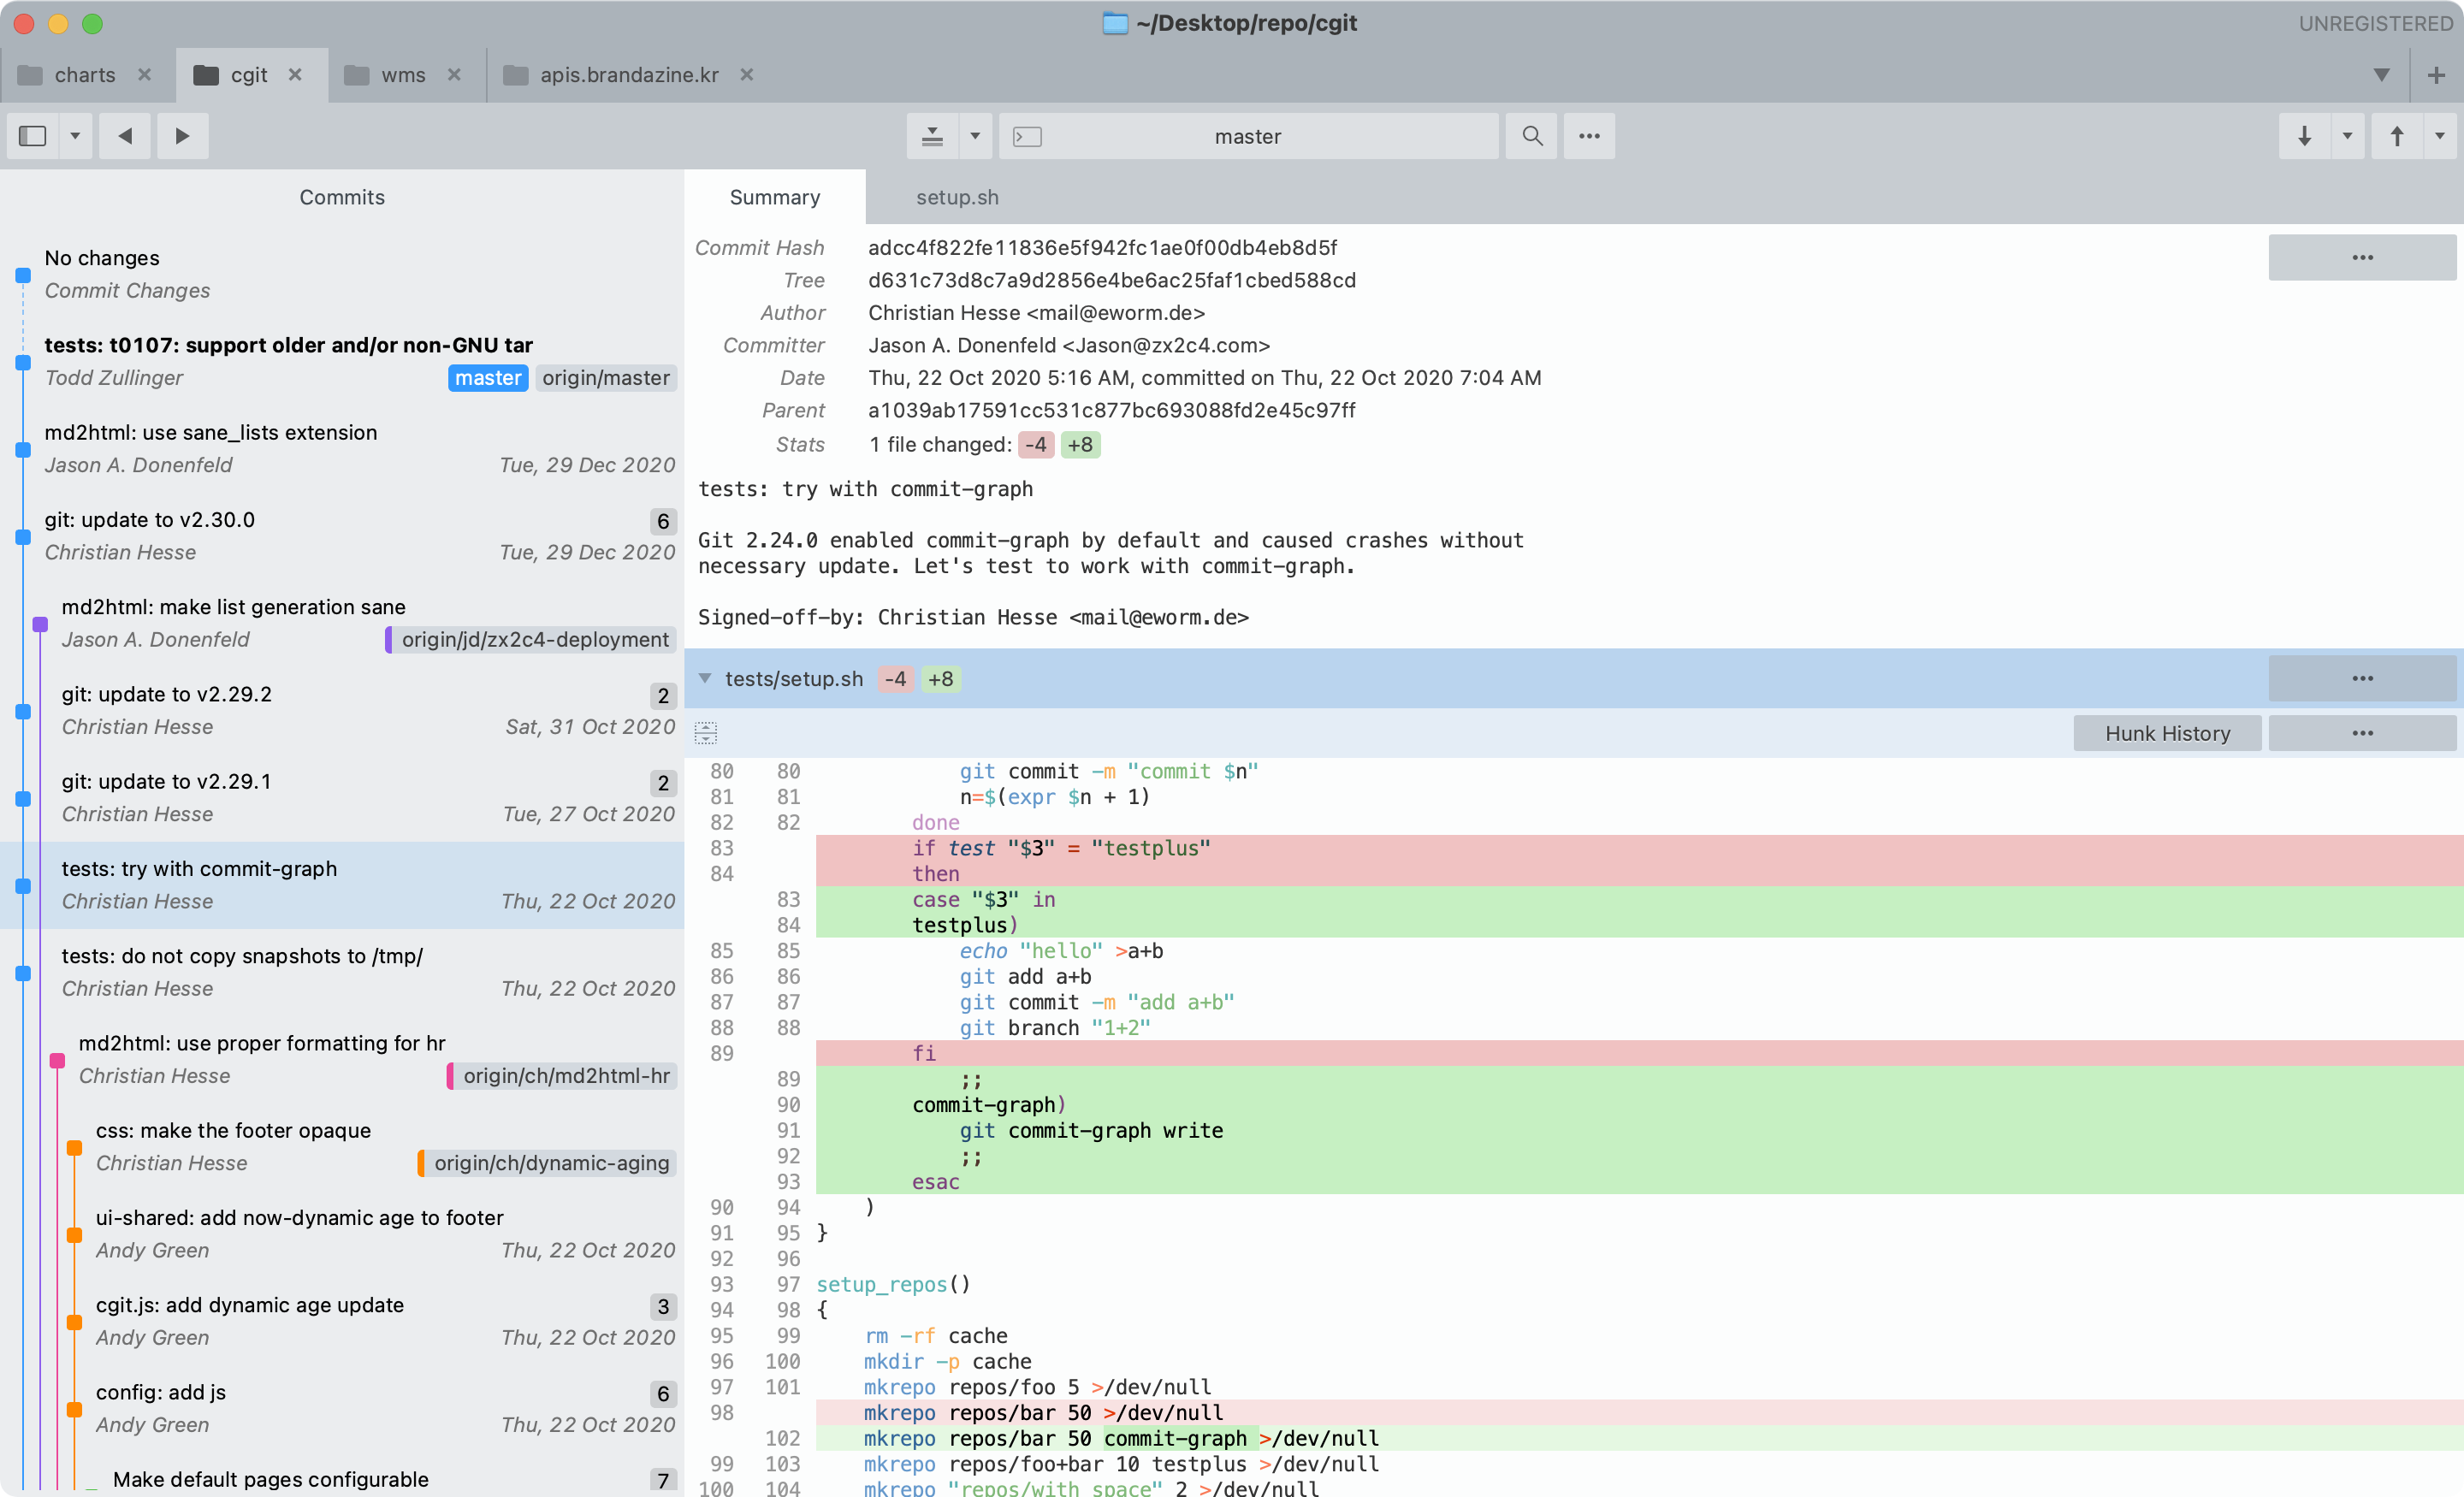 ~/Desktop/repo/cgit
UNREGISTERED
charts
cgit
wms
apis.brandazine.kr
master
Commits
No changes
Commit Changes
tests: t0107: support older and/or non-GNU tar
Todd Zullinger master origin/master
md2html: use sane_lists extension
Jason A. Donenfeld Tue, 29 Dec 2020
git: update to v2.30.0 6
Christian Hesse Tue, 29 Dec 2020
md2html: make list generation sane
Jason A. Donenfeld origin/jd/zx2c4-deployment
git: update to v2.29.2 2
Christian Hesse Sat, 31 Oct 2020
git: update to v2.29.1 2
Christian Hesse Tue, 27 Oct 2020
tests: try with commit-graph
Christian Hesse Thu, 22 Oct 2020
tests: do not copy snapshots to /tmp/
Christian Hesse Thu, 22 Oct 2020
md2html: use proper formatting for hr
Christian Hesse origin/ch/md2html-hr
css: make the footer opaque
Christian Hesse origin/ch/dynamic-aging
ui-shared: add now-dynamic age to footer
Andy Green Thu, 22 Oct 2020
cgit.js: add dynamic age update 3
Andy Green Thu, 22 Oct 2020
config: add js 6
Andy Green Thu, 22 Oct 2020
Make default pages configurable 7
Summary
setup.sh
Commit Hash adcc4f822fe11836e5f942fc1ae0f00db4eb8d5f
Tree d631c73d8c7a9d2856e4be6ac25faf1cbed588cd
Author Christian Hesse <mail@eworm.de>
Committer Jason A. Donenfeld <Jason@zx2c4.com>
Date Thu, 22 Oct 2020 5:16 AM, committed on Thu, 22 Oct 2020 7:04 AM
Parent a1039ab17591cc531c877bc693088fd2e45c97ff
Stats 1 file changed: -4 +8
tests: try with commit-graph
Git 2.24.0 enabled commit-graph by default and caused crashes without
necessary update. Let's test to work with commit-graph.
Signed-off-by: Christian Hesse <mail@eworm.de>
tests/setup.sh -4 +8
Hunk History
80 80 git commit -m "commit $n"
81 81 n=$(expr $n + 1)
82 82 done
83 if test "$3" = "testplus"
84 then
83 case "$3" in
84 testplus)
85 85 echo "hello" >a+b
86 86 git add a+b
87 87 git commit -m "add a+b"
88 88 git branch "1+2"
89 fi
89 ;;
90 commit-graph)
91 git commit-graph write
92 ;;
93 esac
90 94 )
91 95 }
92 96
93 97 setup_repos()
94 98 {
95 99 rm -rf cache
96 100 mkdir -p cache
97 101 mkrepo repos/foo 5 >/dev/null
98 mkrepo repos/bar 50 >/dev/null
102 mkrepo repos/bar 50 commit-graph >/dev/null
99 103 mkrepo repos/foo+bar 10 testplus >/dev/null
100 104 mkrepo "repos/with space" 2 >/dev/null